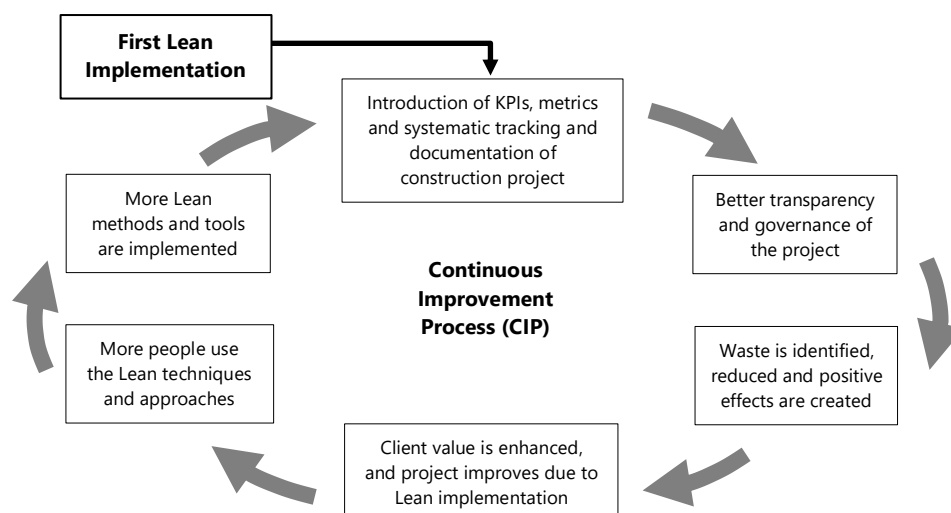 First Lean
Implementation
Introduction of KPIs, metrics
and systematic tracking and
documentation of
construction project
Better transparency
and governance of
the project
Waste is identified,
reduced and positive
effects are created
Client value is enhanced,
and project improves due to
Lean implementation
More people use
the Lean techniques
and approaches
More Lean
methods and tools
are implemented
Continuous
Improvement
Process (CIP)